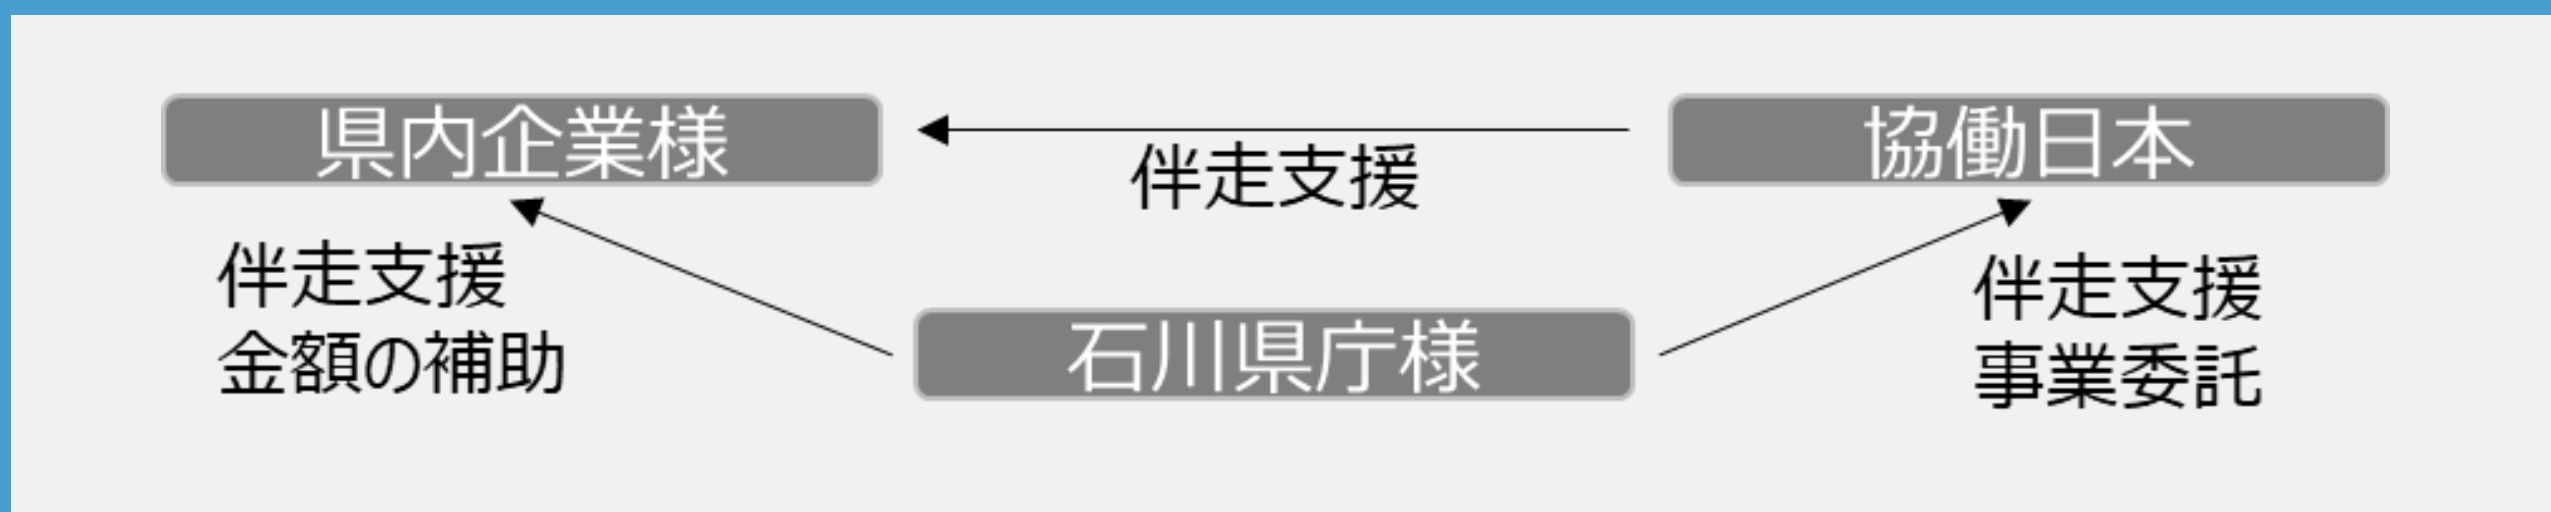 県内企業様
協働日本
伴走支援
伴走支援
金額の補助
石川県庁様
伴走支援
事業委託